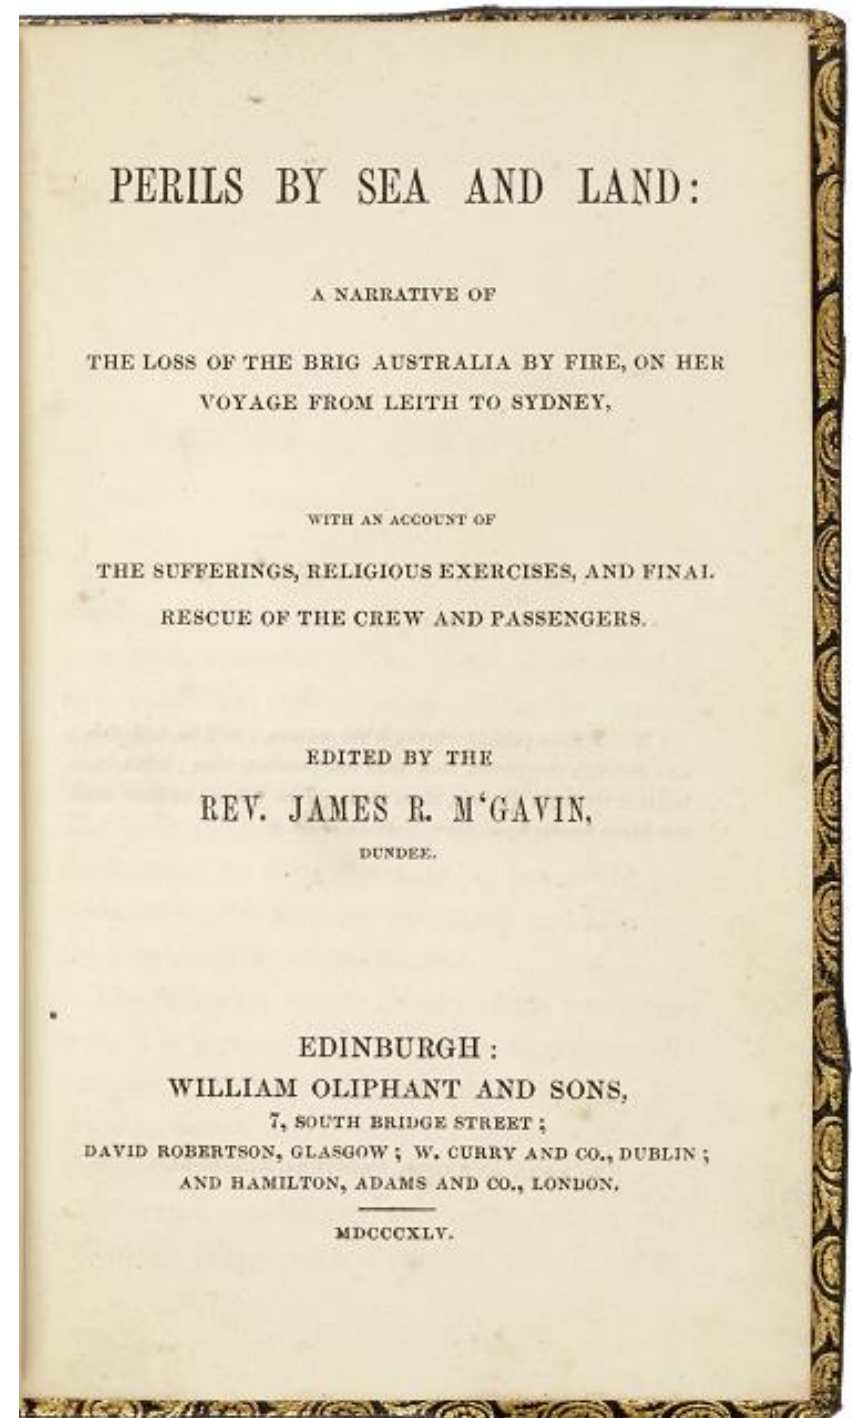 PERILS BY SEA AND LAND:
A NARRATIVE OF
THE LOSS OF THE BRIG AUSTRALIA BY FIRE, ON HER
VOYAGE FROM LEITH TO SYDNEY,
WITH AN ACCOUNT OF
THE SUFFERINGS, RELIGIOUS EXERCISES, AND FINAL
RESCUE OF THE CREW AND PASSENGERS.
EDITED BY THE
REV. JAMES R. M‘GAVIN,
DUNDEE.
EDINBURGH:
WILLIAM OLIPHANT AND SONS,
7, SOUTH BRIDGE STREET;
DAVID ROBERTSON, GLASGOW; W. CURRY AND CO., DUBLIN;
AND HAMILTON, ADAMS AND CO., LONDON.
MDCCCXLV.